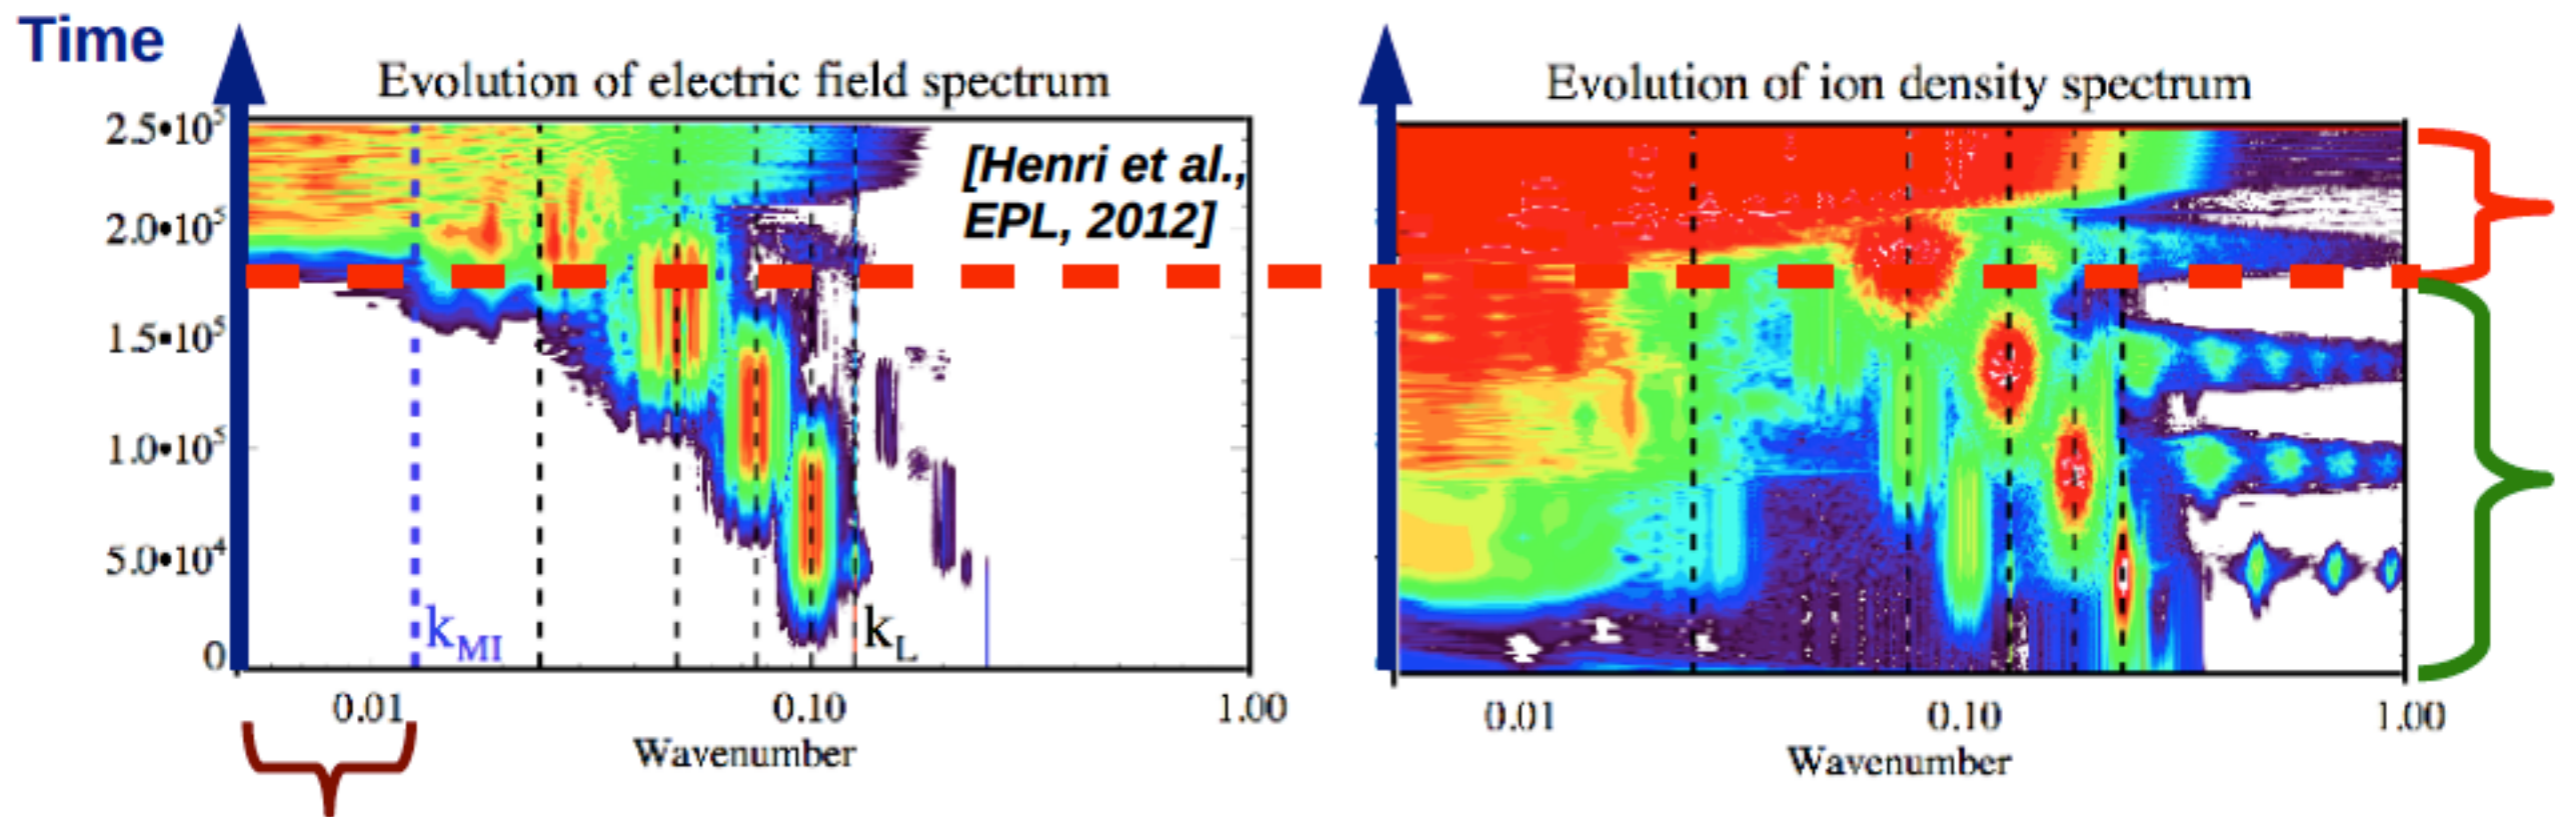 Time
Evolution of electric field spectrum
2.5•10⁵
2.0•10⁵
1.5•10⁵
1.0•10⁵
5.0•10⁴
0
[Henri et al.,
EPL, 2012]
k_MI
k_L
0.01
0.10
1.00
Wavenumber
Evolution of ion density spectrum
0.01
0.10
1.00
Wavenumber